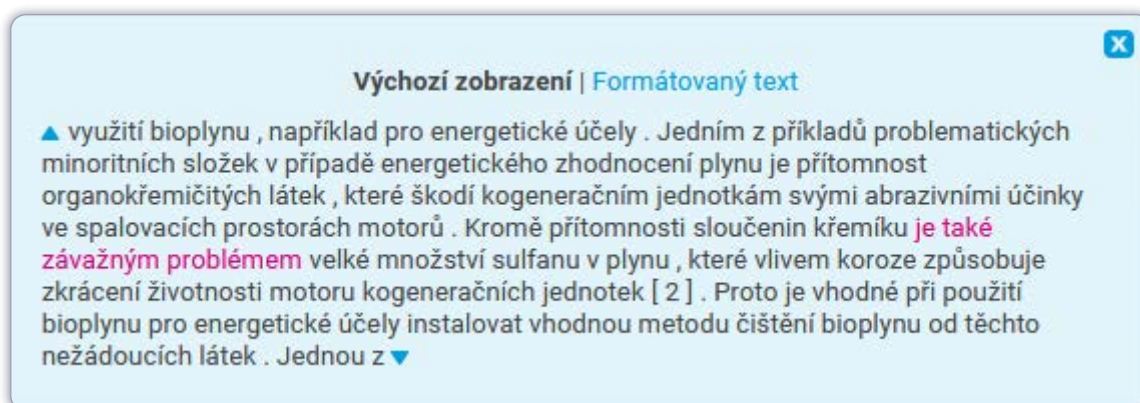 x
Výchozí zobrazení | Formátovaný text
▲ využití bioplynu , například pro energetické účely . Jedním z příkladů problematických
minoritních složek v případě energetického zhodnocení plynu je přítomnost
organokřemičitých látek , které škodí kogeneračním jednotkám svými abrazivními účinky
ve spalovacích prostorách motorů . Kromě přítomnosti sloučenin křemíku je také
závažným problémem velké množství sulfanu v plynu , které vlivem koroze způsobuje
zkrácení životnosti motoru kogeneračních jednotek [ 2 ] . Proto je vhodné při použití
bioplynu pro energetické účely instalovat vhodnou metodu čištění bioplynu od těchto
nežádoucích látek . Jednou z ▼